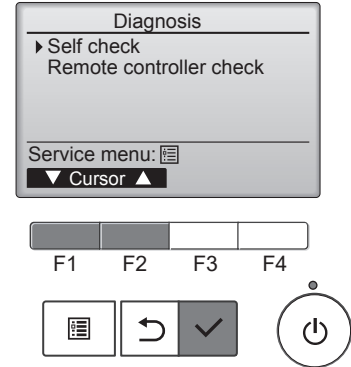 Diagnosis
Self check
Remote controller check
Service menu:
▼ Cursor ▲
F1 F2 F3 F4